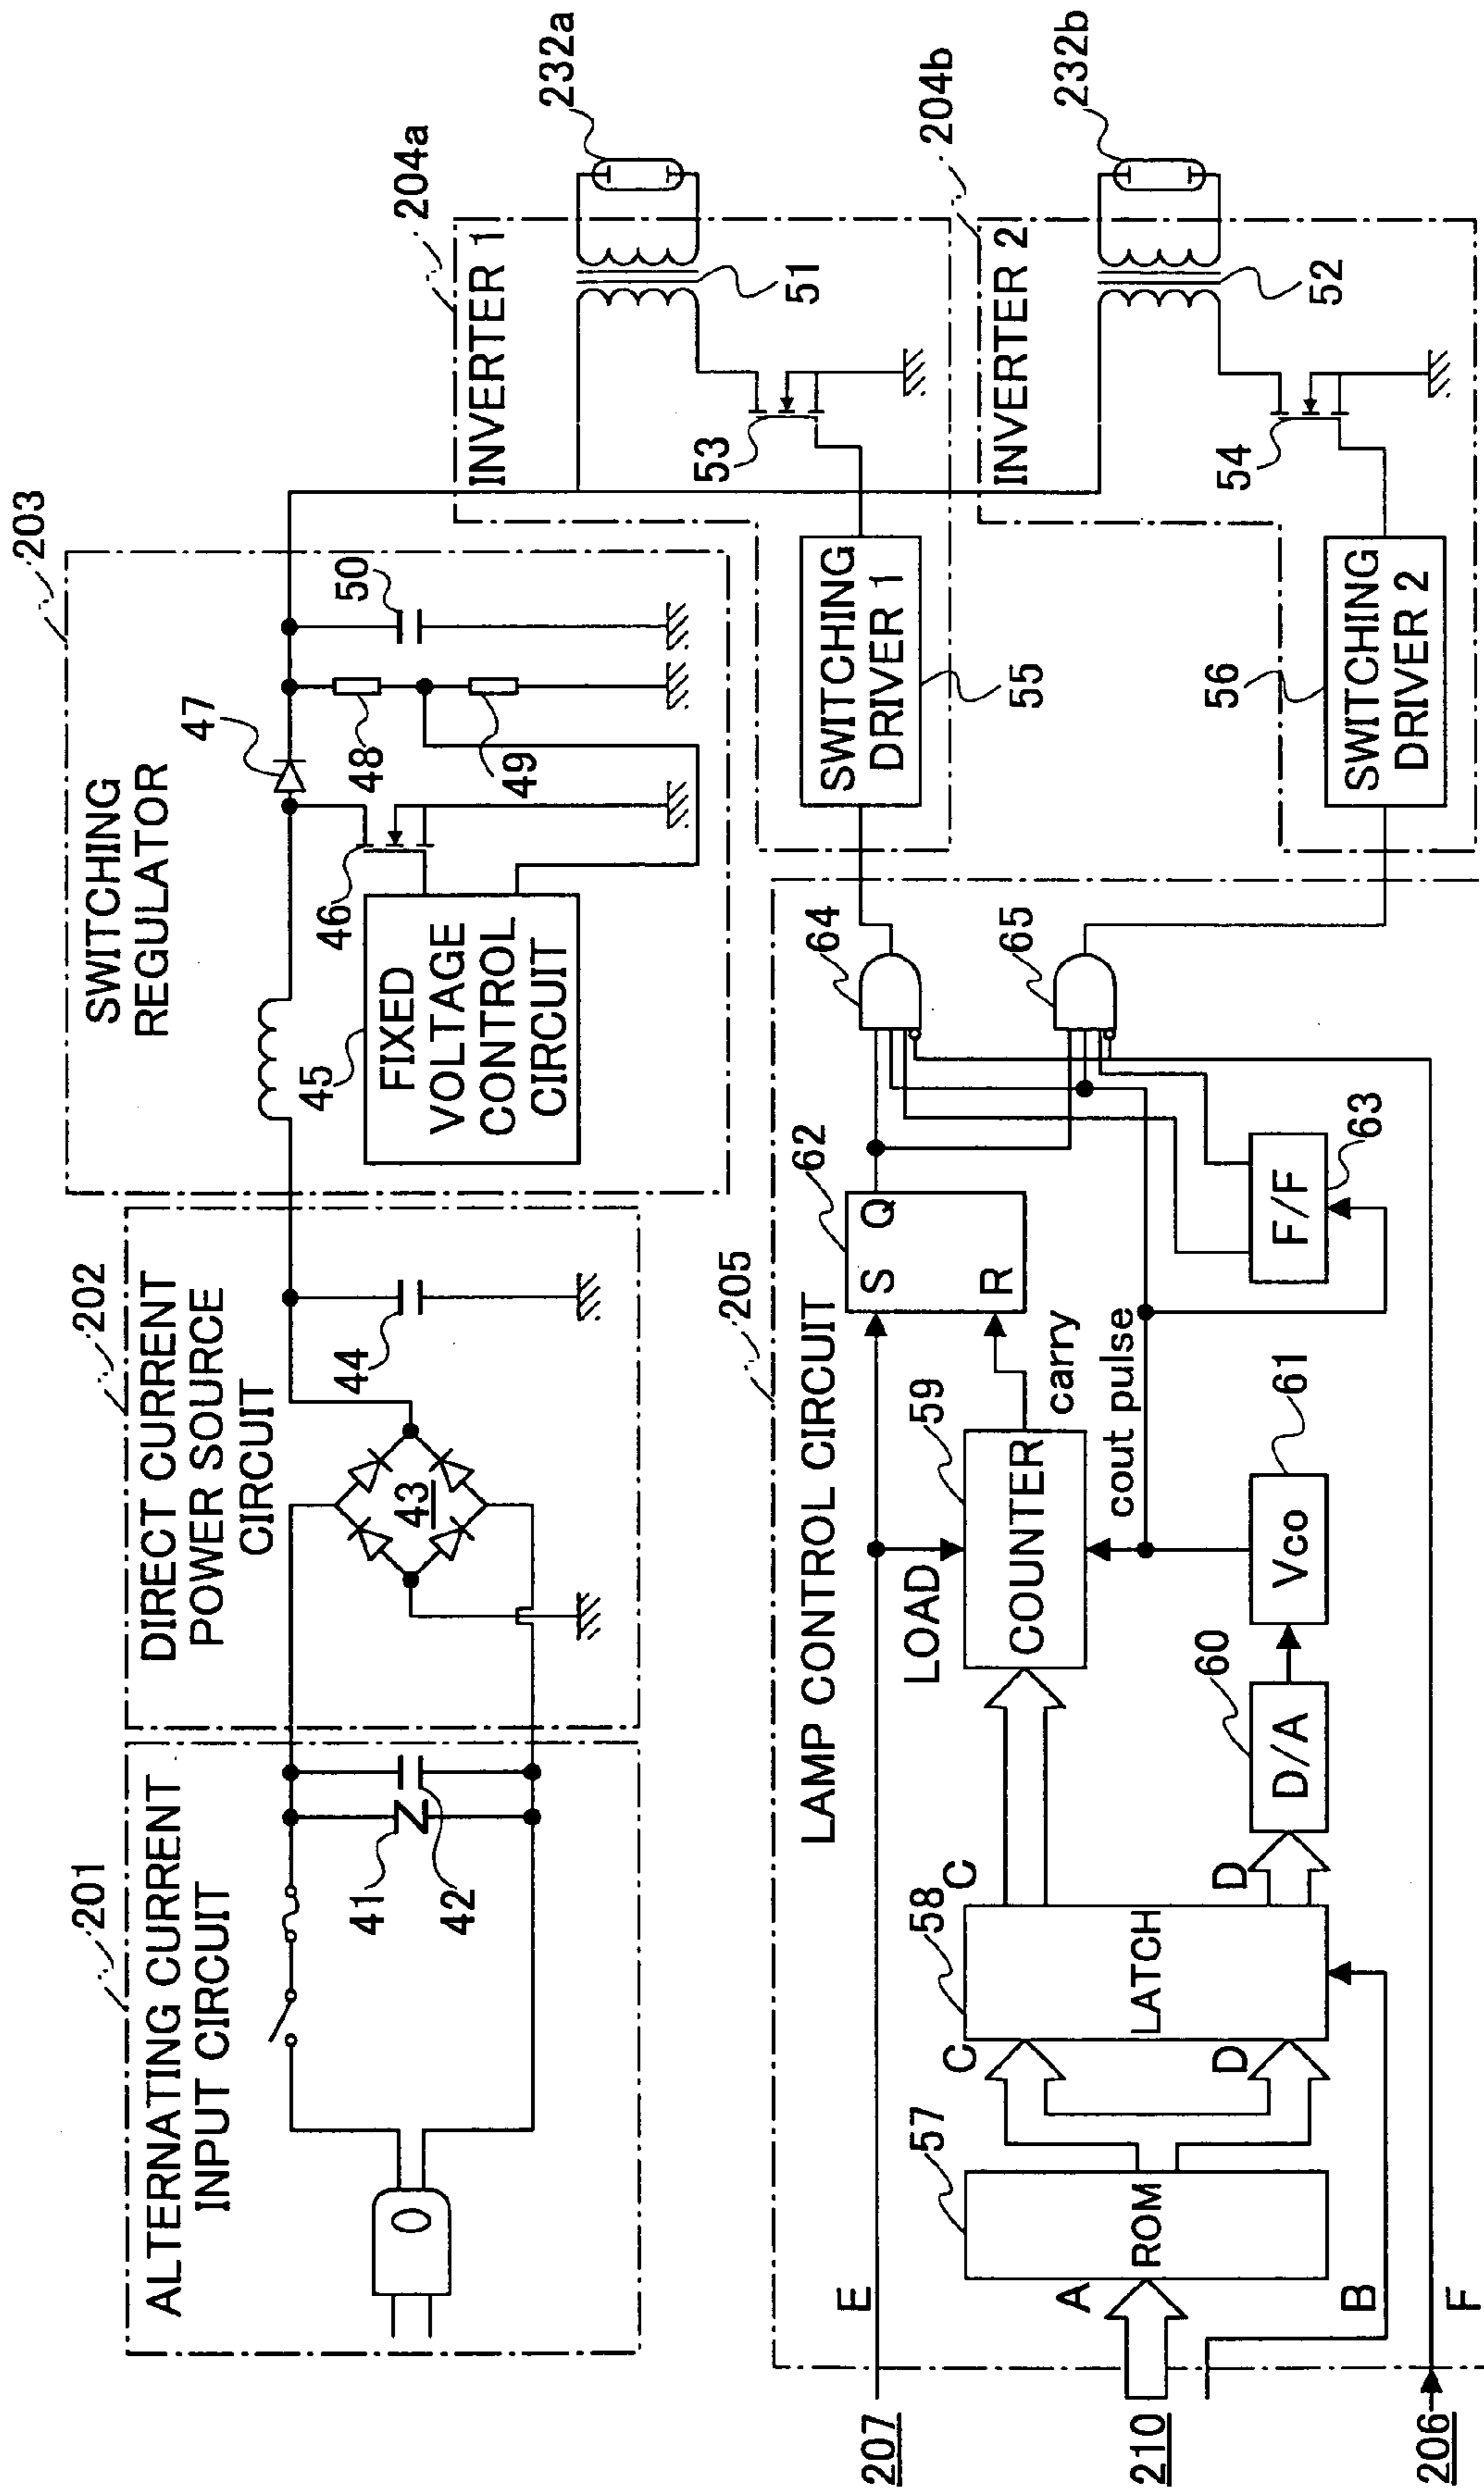 201
ALTERNATING CURRENT
INPUT CIRCUIT
41
42
202
DIRECT CURRENT
POWER SOURCE
CIRCUIT
43
44
203
SWITCHING
REGULATOR
45
FIXED
VOLTAGE
CONTROL
CIRCUIT
46
47
48
49
50
204a
INVERTER 1
232a
51
53
SWITCHING
DRIVER 1
55
204b
INVERTER 2
232b
52
54
SWITCHING
DRIVER 2
56
205
LAMP CONTROL CIRCUIT
207
E
210
A
B
206
F
57
ROM
C
D
58
LATCH
C
D
LOAD
59
COUNTER
carry
cout pulse
60
D/A
61
Vco
62
S
Q
R
63
F/F
64
65